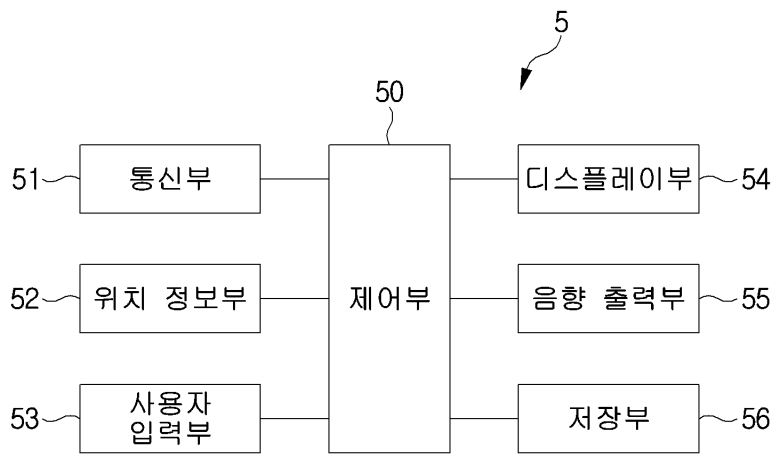 5
50
51
통신부
디스플레이부
54
52
위치 정보부
제어부
음향 출력부
55
53
사용자
입력부
저장부
56